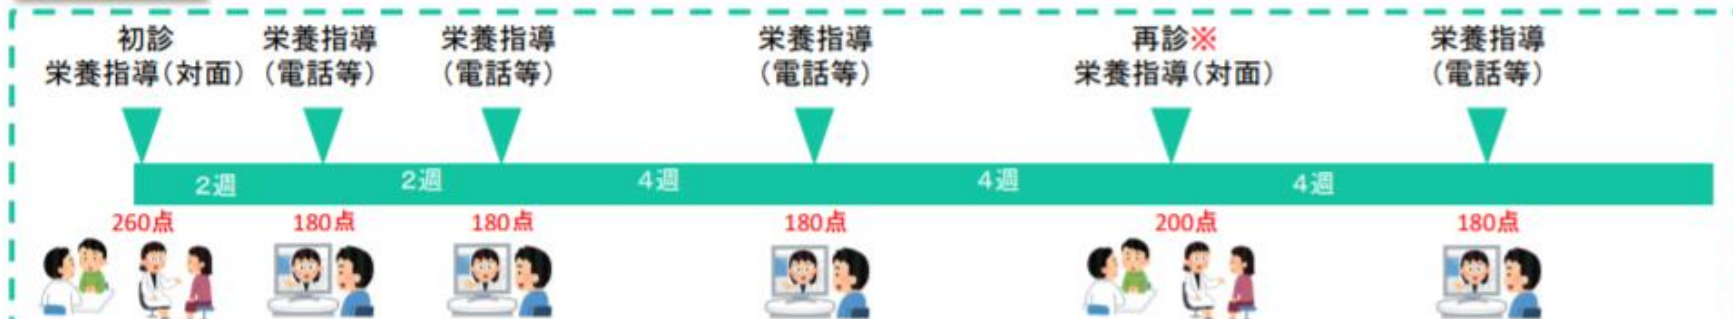 初診
栄養指導(対面)
栄養指導
(電話等)
栄養指導
(電話等)
栄養指導
(電話等)
再診※
栄養指導(対面)
栄養指導
(電話等)
2週
2週
4週
4週
4週
260点
180点
180点
180点
200点
180点